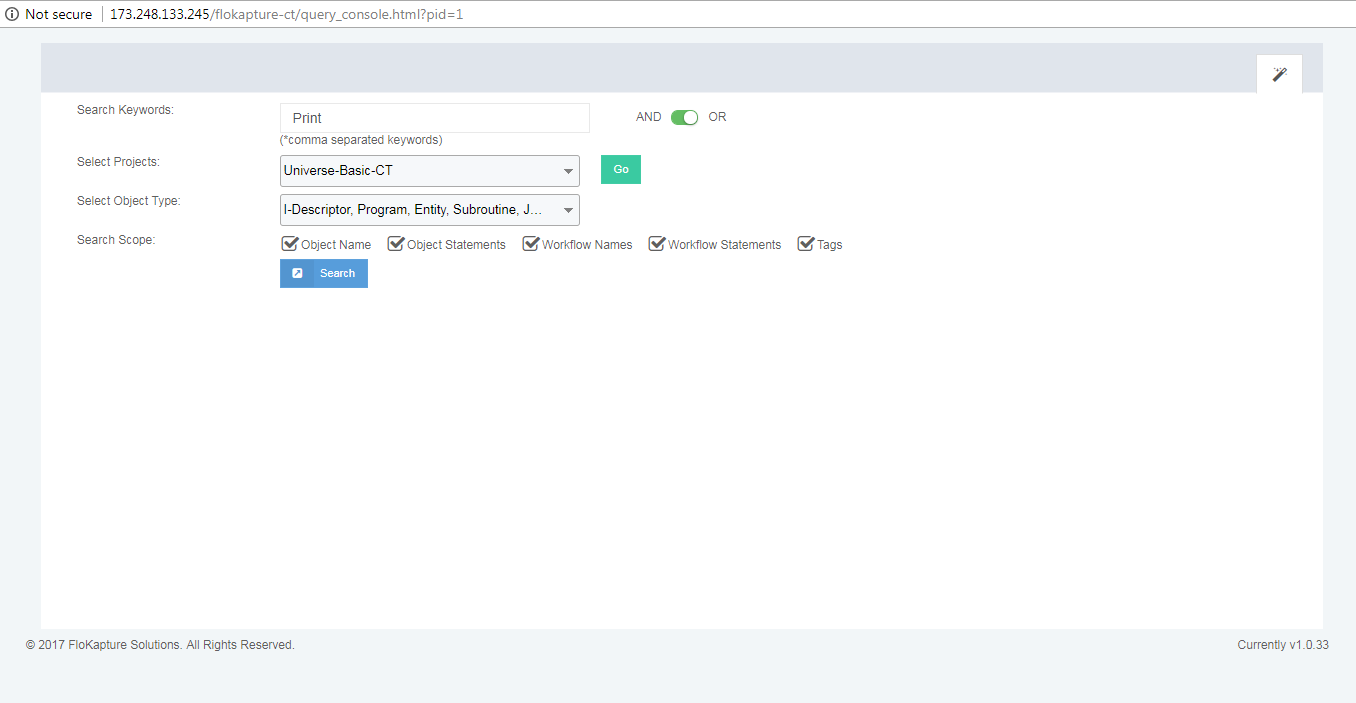 Not secure 173.248.133.245/flokapture-ct/query_console.html?pid=1
Search Keywords: Print AND OR
(*comma separated keywords)
Select Projects: Universe-Basic-CT Go
Select Object Type: I-Descriptor, Program, Entity, Subroutine, J...
Search Scope: Object Name Object Statements Workflow Names Workflow Statements Tags
Search
© 2017 FloKapture Solutions. All Rights Reserved. Currently v1.0.33